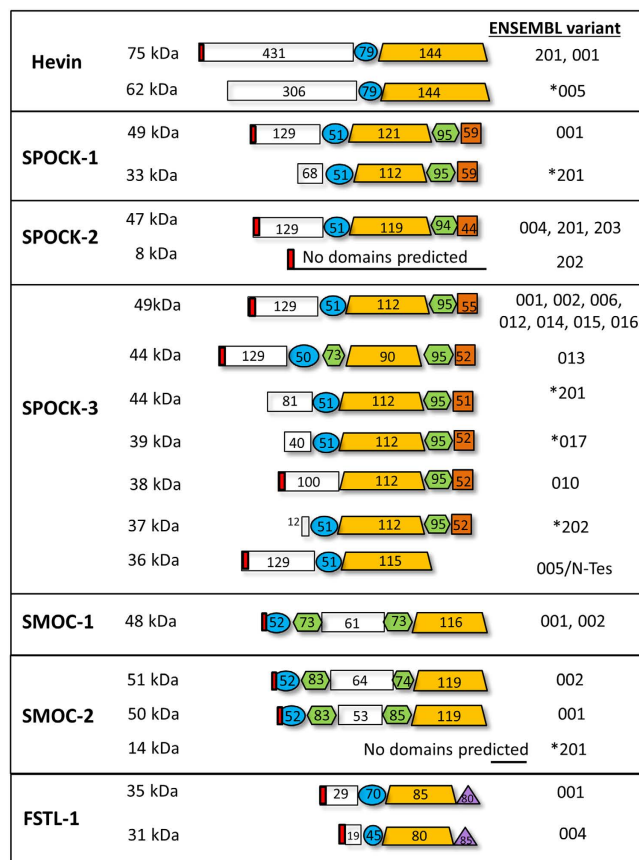 ENSEMBL variant
Hevin
75 kDa 431 79 144 201, 001
62 kDa 306 79 144 *005
SPOCK-1
49 kDa 129 51 121 95 59 001
33 kDa 68 51 112 95 59 *201
SPOCK-2
47 kDa 129 51 119 94 44 004, 201, 203
8 kDa No domains predicted 202
SPOCK-3
49kDa 129 51 112 95 55 001, 002, 006,
012, 014, 015, 016
44 kDa 129 50 73 90 95 52 013
44 kDa 81 51 112 95 51 *201
39 kDa 40 51 112 95 52 *017
38 kDa 100 112 95 52 010
37 kDa 12 51 112 95 52 *202
36 kDa 129 51 115 005/N-Tes
SMOC-1
48 kDa 52 73 61 73 116 001, 002
SMOC-2
51 kDa 52 83 64 74 119 002
50 kDa 52 83 53 85 119 001
14 kDa No domains predicted *201
FSTL-1
35 kDa 29 70 85 80 001
31 kDa 19 45 80 85 004